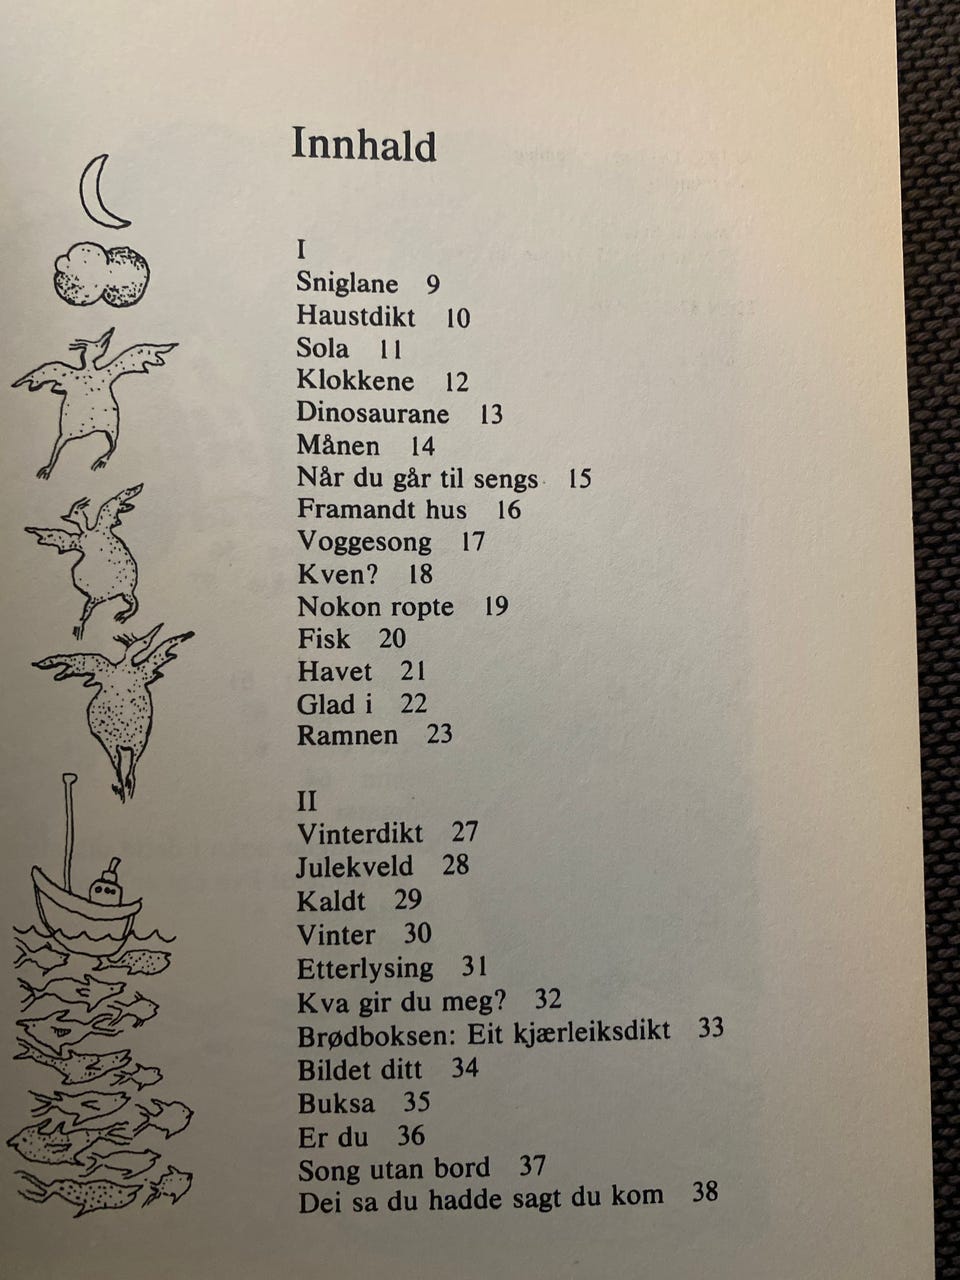 Innhald
I
Sniglane 9
Haustdikt 10
Sola 11
Klokkene 12
Dinosaurane 13
Månen 14
Når du går til sengs 15
Framandt hus 16
Voggesong 17
Kven? 18
Nokon ropte 19
Fisk 20
Havet 21
Glad i 22
Ramnen 23
II
Vinterdikt 27
Julekveld 28
Kaldt 29
Vinter 30
Etterlysing 31
Kva gir du meg? 32
Brødboksen: Eit kjærleiksdikt 33
Bildet ditt 34
Buksa 35
Er du 36
Song utan bord 37
Dei sa du hadde sagt du kom 38